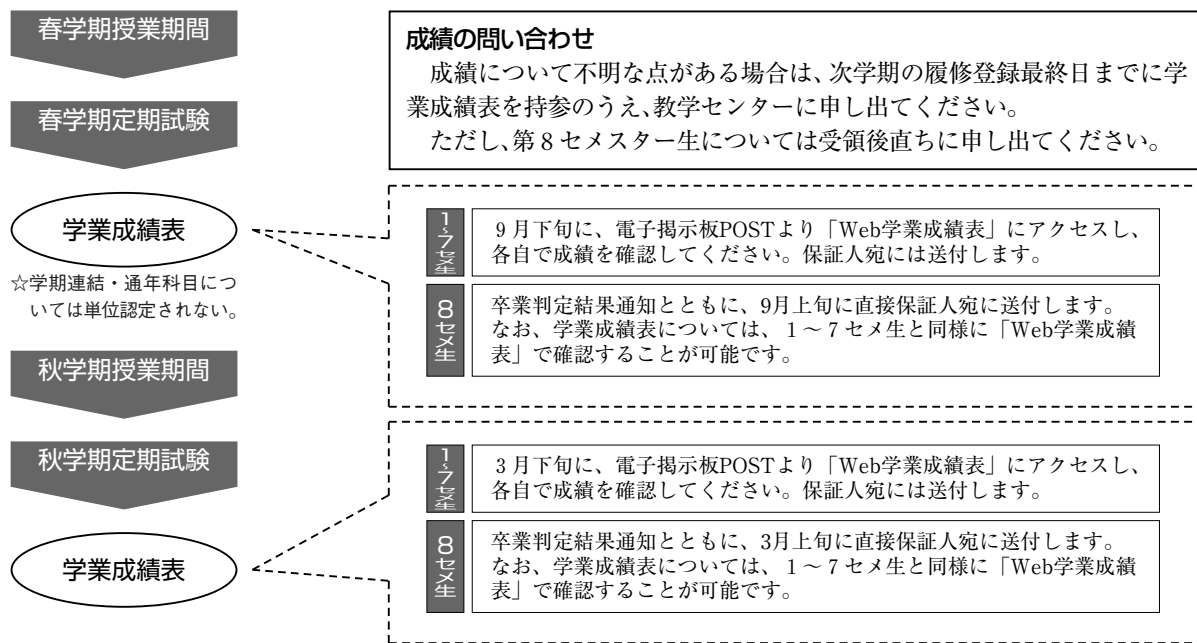 春学期授業期間
春学期定期試験
学業成績表
☆学期連結・通年科目につ
いては単位認定されない。
秋学期授業期間
秋学期定期試験
学業成績表
成績の問い合わせ
成績について不明な点がある場合は、次学期の履修登録最終日までに学
業成績表を持参のうえ、教学センターに申し出てください。
ただし、第8セメスター生については受領後直ちに申し出てください。
1~7セメ生
9月下旬に、電子掲示板POSTより「Web学業成績表」にアクセスし、
各自で成績を確認してください。保証人宛には送付します。
8セメ生
卒業判定結果通知とともに、9月上旬に直接保証人宛に送付します。
なお、学業成績表については、1～7セメ生と同様に「Web学業成績
表」で確認することが可能です。
1~7セメ生
3月下旬に、電子掲示板POSTより「Web学業成績表」にアクセスし、
各自で成績を確認してください。保証人宛には送付します。
8セメ生
卒業判定結果通知とともに、3月上旬に直接保証人宛に送付します。
なお、学業成績表については、1～7セメ生と同様に「Web学業成績
表」で確認することが可能です。